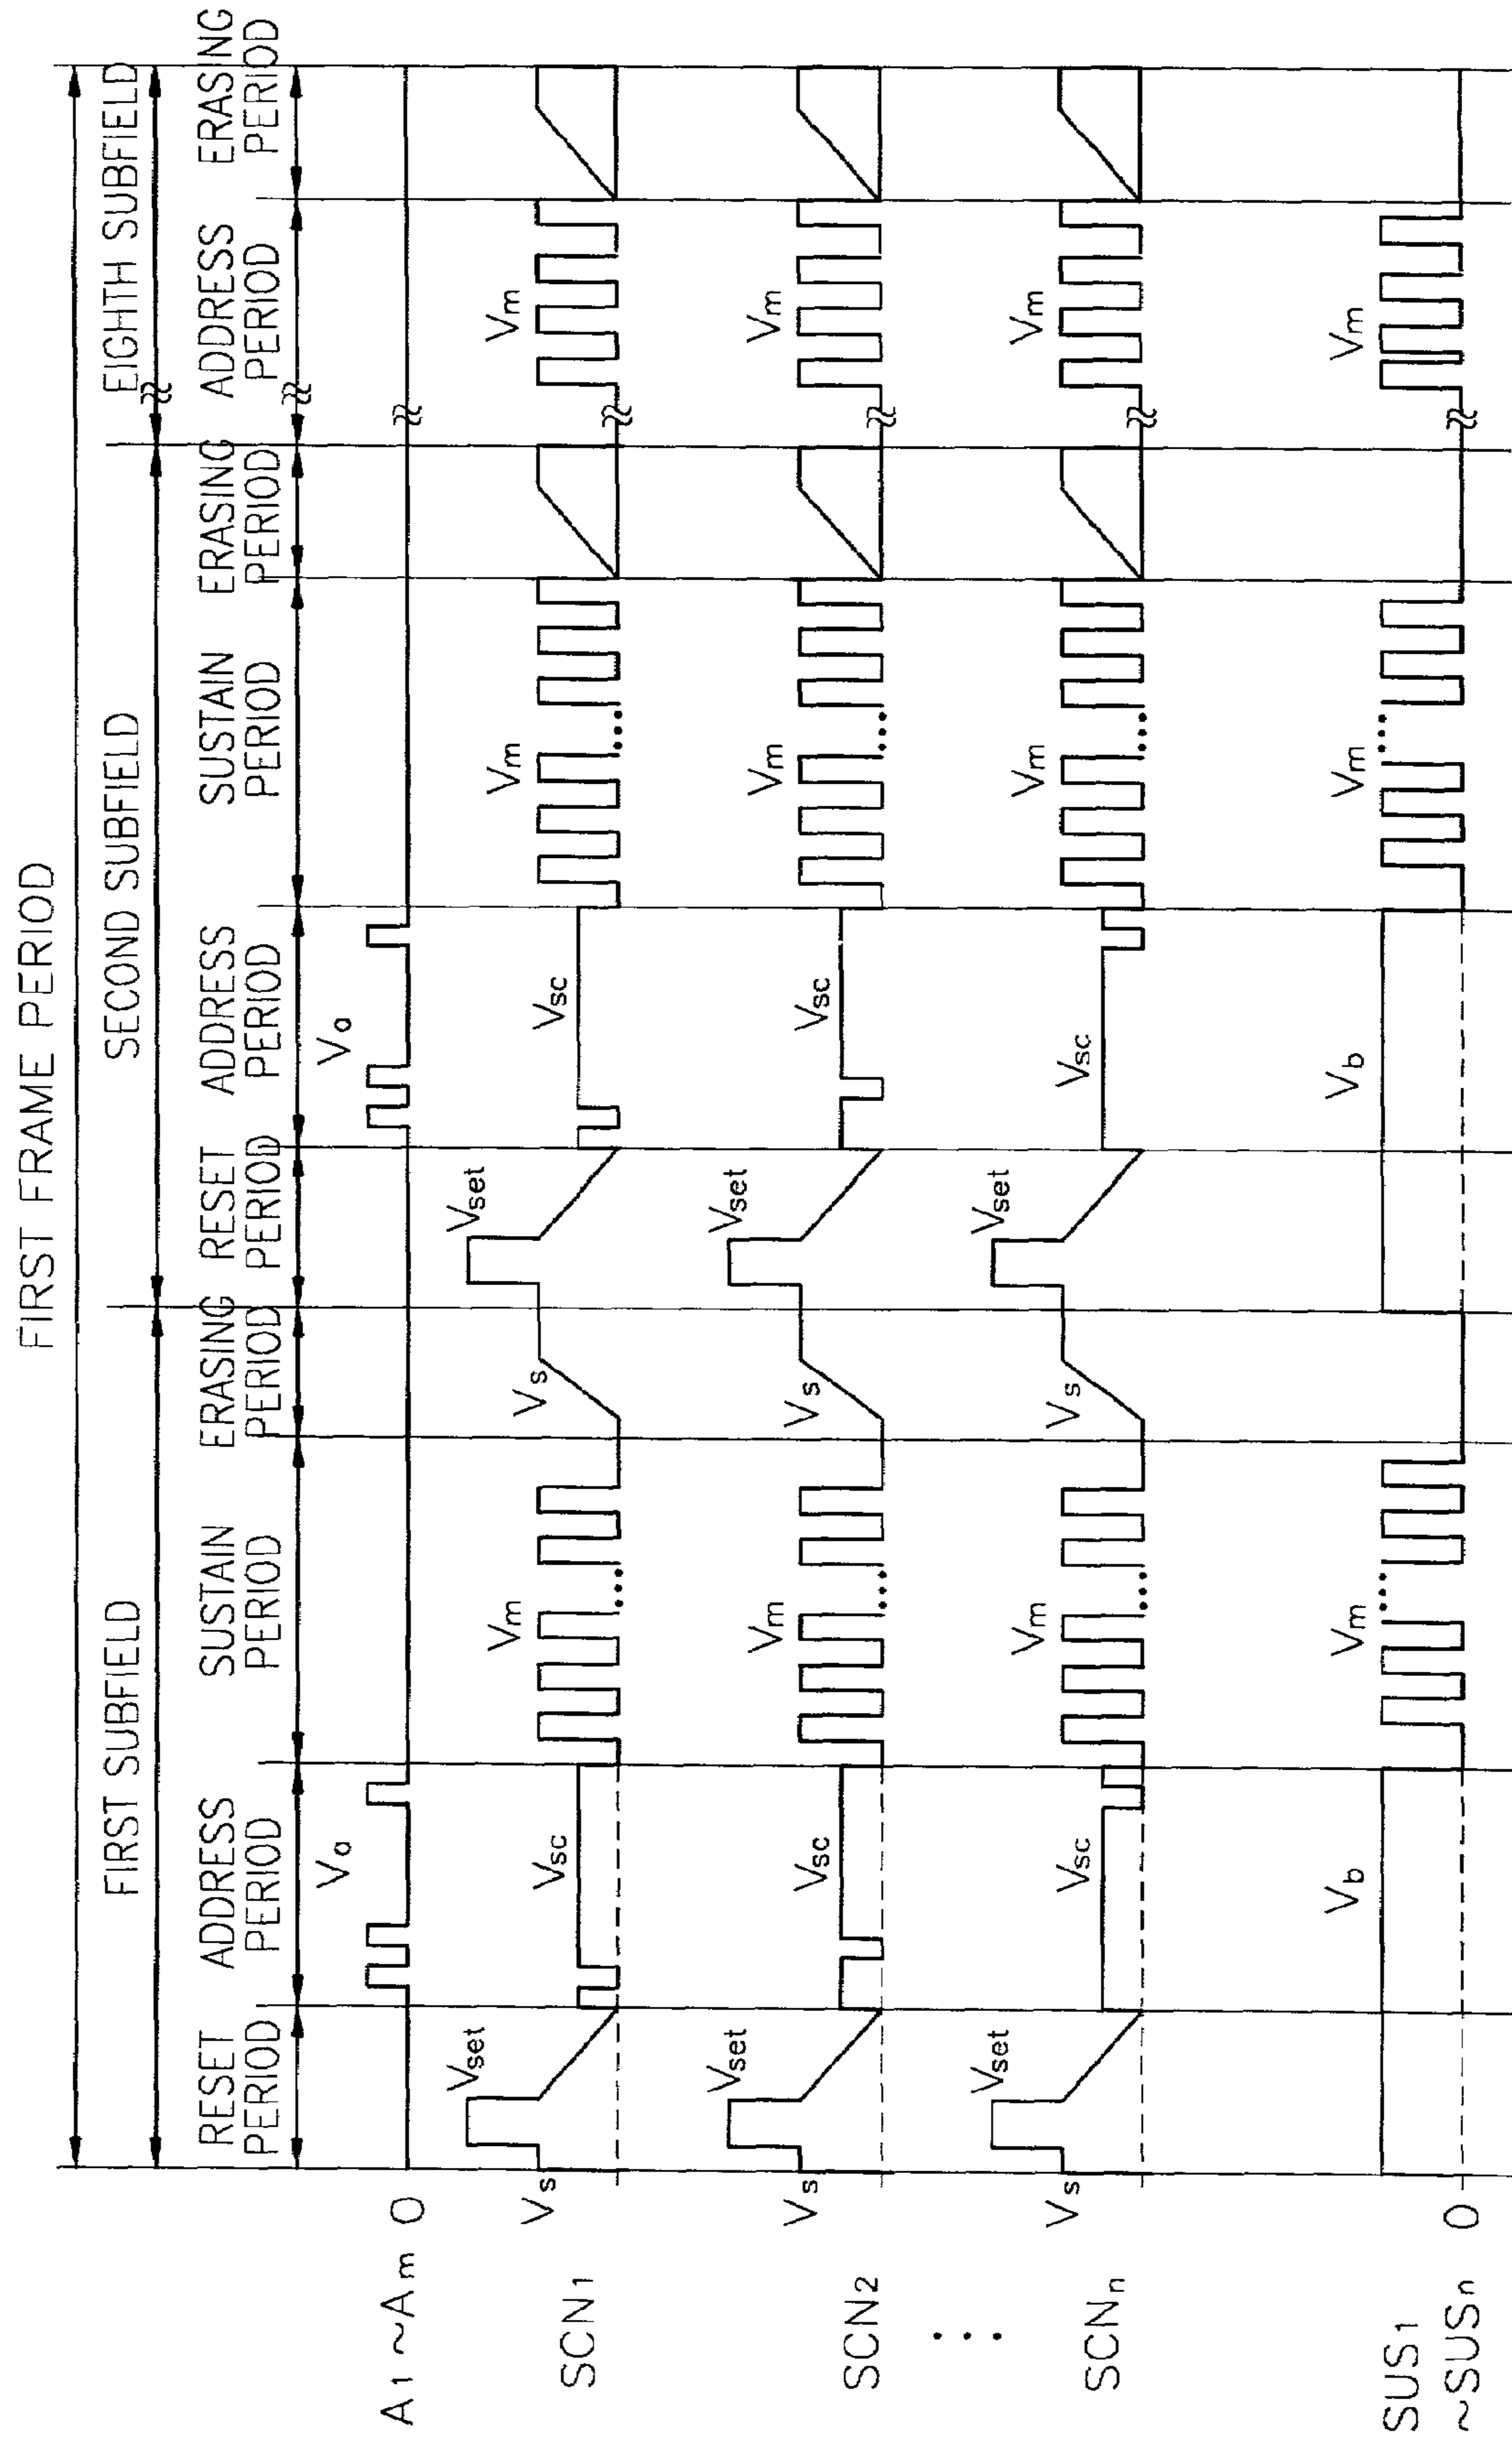 FIRST FRAME PERIOD
FIRST SUBFIELD
SECOND SUBFIELD
EIGHTH SUBFIELD
RESET PERIOD
ADDRESS PERIOD
SUSTAIN PERIOD
ERASING PERIOD
RESET PERIOD
ADDRESS PERIOD
SUSTAIN PERIOD
ERASING PERIOD
ADDRESS PERIOD
ERASING PERIOD
A1 ~Am 0
Va
Va
SCN1
Vs
Vset
Vsc
Vm
Vs
Vset
Vsc
Vm
Vm
SCN2
Vs
Vset
Vsc
Vm
Vs
Vset
Vsc
Vm
Vm
⋮
SCNn
Vs
Vset
Vsc
Vm
Vs
Vset
Vsc
Vm
Vm
SUS1
~SUSn 0
Vb
Vm
Vb
Vm
Vm